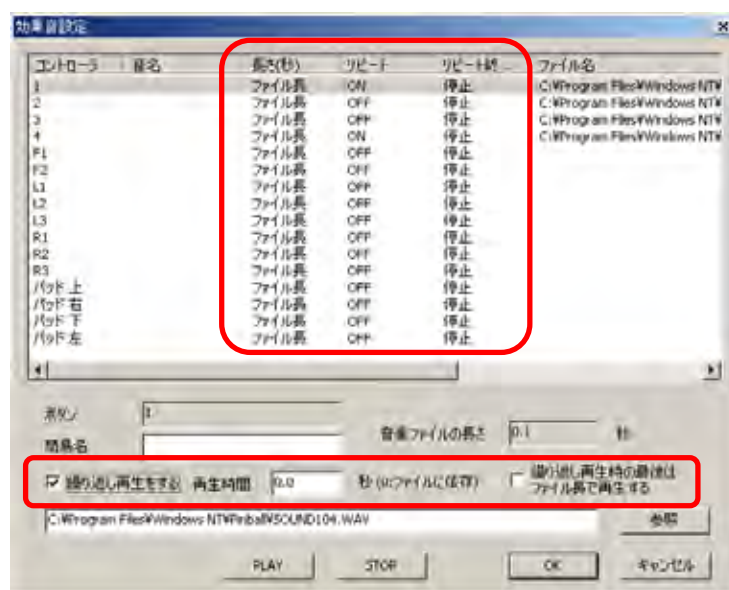 効果音設定
コントローラ 音名 長さ(秒) リピート リピート終... ファイル名
1 ファイル長 ON 停止 C:¥Program Files¥Windows NT¥
2 ファイル長 OFF 停止 C:¥Program Files¥Windows NT¥
3 ファイル長 OFF 停止 C:¥Program Files¥Windows NT¥
4 ファイル長 ON 停止 C:¥Program Files¥Windows NT¥
F1 ファイル長 OFF 停止
F2 ファイル長 OFF 停止
L1 ファイル長 OFF 停止
L2 ファイル長 OFF 停止
L3 ファイル長 OFF 停止
R1 ファイル長 OFF 停止
R2 ファイル長 OFF 停止
R3 ファイル長 OFF 停止
パッド 上 ファイル長 OFF 停止
パッド 右 ファイル長 OFF 停止
パッド 下 ファイル長 OFF 停止
パッド 左 ファイル長 OFF 停止
ボタン 1 音楽ファイルの長さ 0.1 秒
簡易名
繰り返し再生をする 再生時間 0.0 秒 (0:ファイルに依存) 繰り返し再生時の最後は
ファイル長で再生する
C:¥Program Files¥Windows NT¥Pinball¥SOUND104.WAV 参照
PLAY STOP OK キャンセル